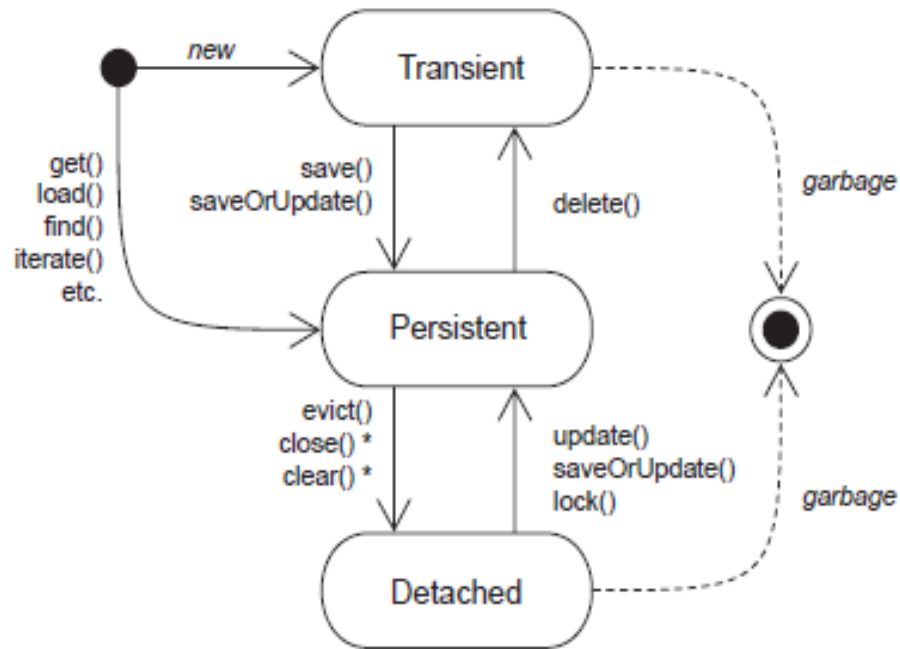 new
Transient
get()
load()
find()
iterate()
etc.
save()
saveOrUpdate()
delete()
garbage
Persistent
evict()
close() *
clear() *
update()
saveOrUpdate()
lock()
garbage
Detached